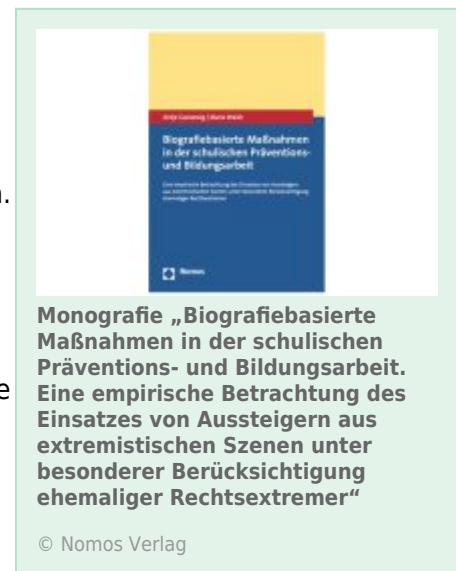 Biografiebasierte Maßnahmen
in der schulischen Präventions-
und Bildungsarbeit
Nomos
n.
e
Monografie „Biografiebasierte
Maßnahmen in der schulischen
Präventions- und Bildungsarbeit.
Eine empirische Betrachtung des
Einsatzes von Aussteigern aus
extremistischen Szenen unter
besonderer Berücksichtigung
ehemaliger Rechtsextremer“
© Nomos Verlag